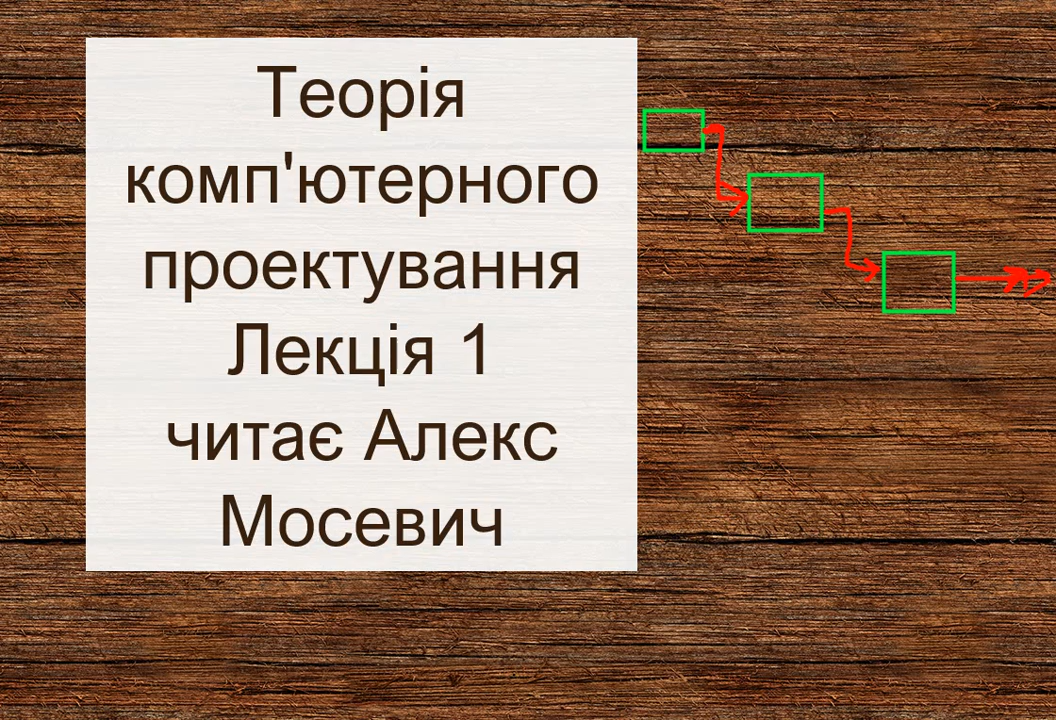 Теорія
комп'ютерного
проектування
Лекція 1
читає Алекс
Мосевич